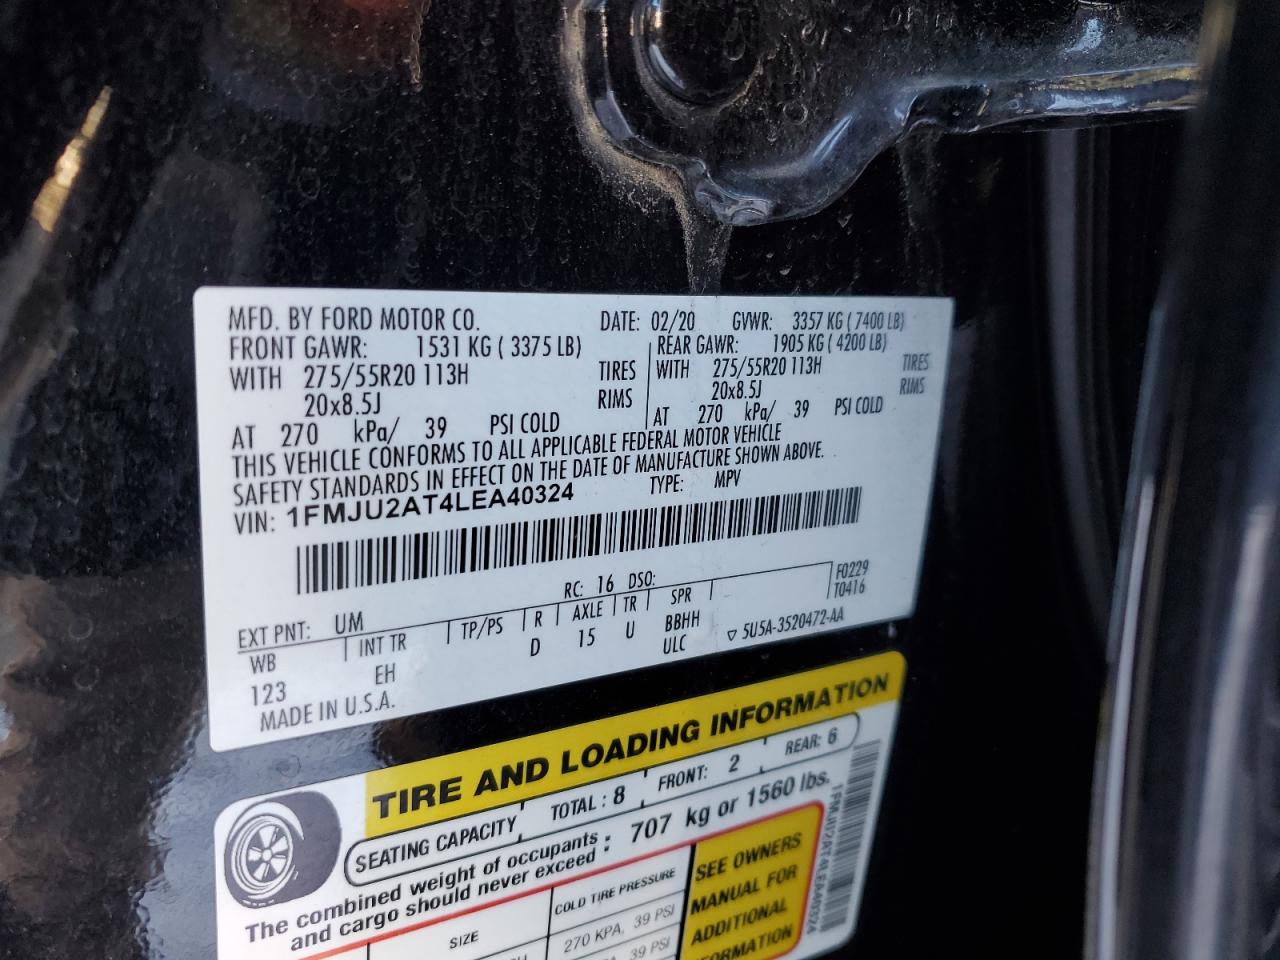 MFD. BY FORD MOTOR CO. DATE: 02/20 GVWR: 3357 KG ( 7400 LB)
FRONT GAWR: 1531 KG ( 3375 LB) REAR GAWR: 1905 KG ( 4200 LB)
WITH 275/55R20 113H TIRES WITH 275/55R20 113H TIRES
20x8.5J RIMS 20x8.5J RIMS
AT 270 kPa/ 39 PSI COLD AT 270 kPa/ 39 PSI COLD
THIS VEHICLE CONFORMS TO ALL APPLICABLE FEDERAL MOTOR VEHICLE
SAFETY STANDARDS IN EFFECT ON THE DATE OF MANUFACTURE SHOWN ABOVE.
VIN: 1FMJU2AT4LEA40324 TYPE: MPV
EXT PNT: UM RC: 16 DSO: F0229
T0416
WB INT TR TP/PS R AXLE TR SPR
123 EH D 15 U BBHH
ULC ▽ 5U5A-3520472-AA
MADE IN U.S.A.
TIRE AND LOADING INFORMATION
SEATING CAPACITY TOTAL : 8 FRONT: 2 REAR: 6
The combined weight of occupants
and cargo should never exceed : 707 kg or 1560 lbs.
SIZE COLD TIRE PRESSURE
270 KPA, 39 PSI
39 PSI
SEE OWNERS
MANUAL FOR
ADDITIONAL
1FMJU2AT4LEA40324